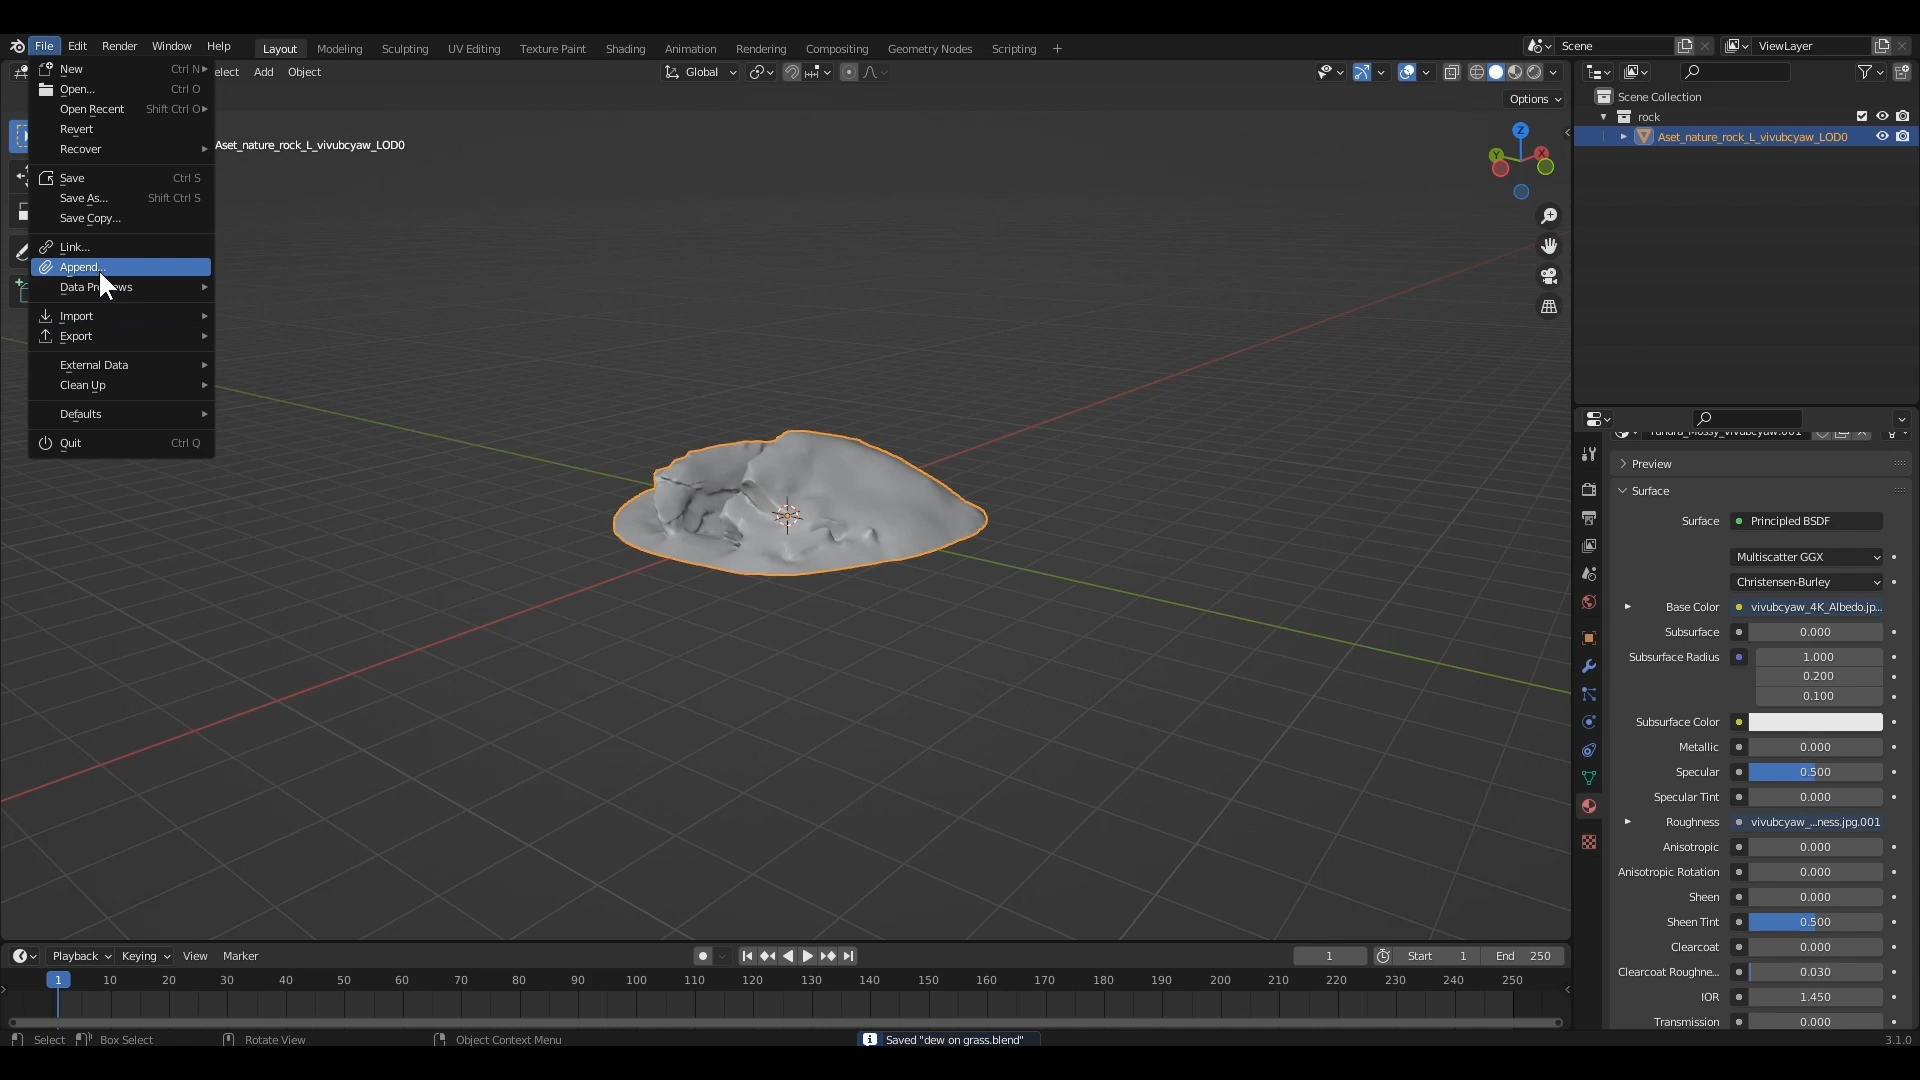 File Edit Render Window Help
Layout Modeling Sculpting UV Editing Texture Paint Shading Animation Rendering Compositing Geometry Nodes Scripting +
Scene
ViewLayer
New Ctrl N
Open... Ctrl O
Open Recent Shift Ctrl O
Revert
Recover
Save Ctrl S
Save As... Shift Ctrl S
Save Copy...
Link...
Append...
Import
Export
External Data
Clean Up
Defaults
Quit Ctrl Q
elect Add Object
Global
Options
Aset_nature_rock_L_vivubcyaw_LOD0
Z
Y
X
Scene Collection
rock
Aset_nature_rock_L_vivubcyaw_LOD0
Preview
Surface
Surface Principled BSDF
Multiscatter GGX
Christensen-Burley
Base Color vivubcyaw_4K_Albedo.jp...
Subsurface 0.000
Subsurface Radius 1.000
0.200
0.100
Subsurface Color
Metallic 0.000
Specular 0.500
Specular Tint 0.000
Roughness vivubcyaw_...ness.jpg.001
Anisotropic 0.000
Anisotropic Rotation 0.000
Sheen 0.000
Sheen Tint 0.500
Clearcoat 0.000
Clearcoat Roughne... 0.030
IOR 1.450
Transmission 0.000
Playback Keying View Marker
1 Start 1 End 250
1 10 20 30 40 50 60 70 80 90 100 110 120 130 140 150 160 170 180 190 200 210 220 230 240 250
Select Box Select Rotate View Object Context Menu
Saved "dew on grass.blend"
3.1.0